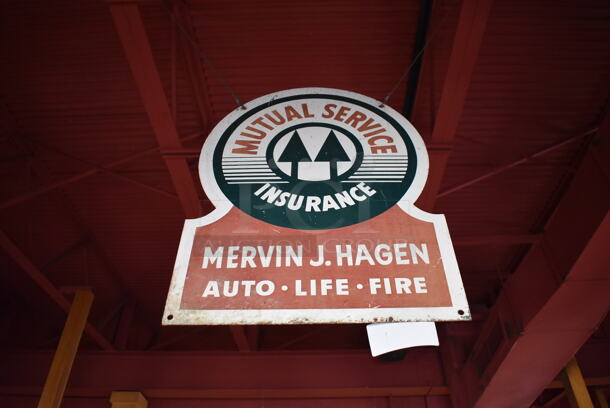 MUTUAL SERVICE
INSURANCE
MERVIN J. HAGEN
AUTO · LIFE · FIRE